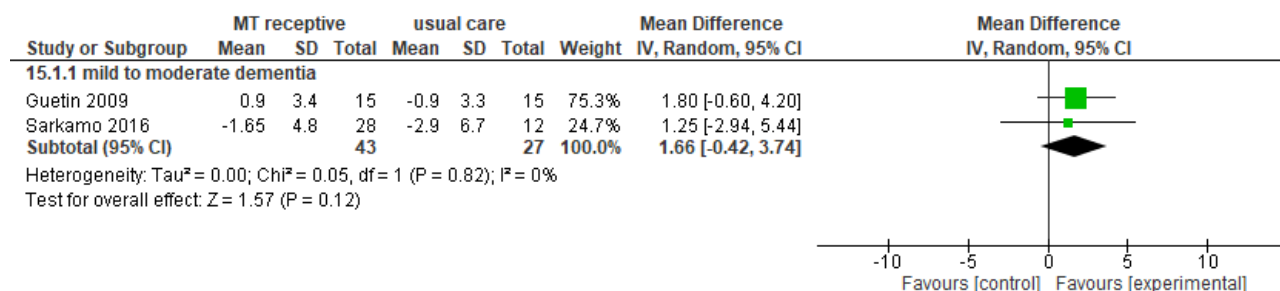 MT receptive usual care Mean Difference Mean Difference
Study or Subgroup Mean SD Total Mean SD Total Weight IV, Random, 95% CI IV, Random, 95% CI
15.1.1 mild to moderate dementia
Guetin 2009 0.9 3.4 15 -0.9 3.3 15 75.3% 1.80 [-0.60, 4.20]
Sarkamo 2016 -1.65 4.8 28 -2.9 6.7 12 24.7% 1.25 [-2.94, 5.44]
Subtotal (95% CI) 43 27 100.0% 1.66 [-0.42, 3.74]
Heterogeneity: Tau² = 0.00; Chi² = 0.05, df = 1 (P = 0.82); I² = 0%
Test for overall effect: Z = 1.57 (P = 0.12)
-10 -5 0 5 10
Favours [control] Favours [experimental]